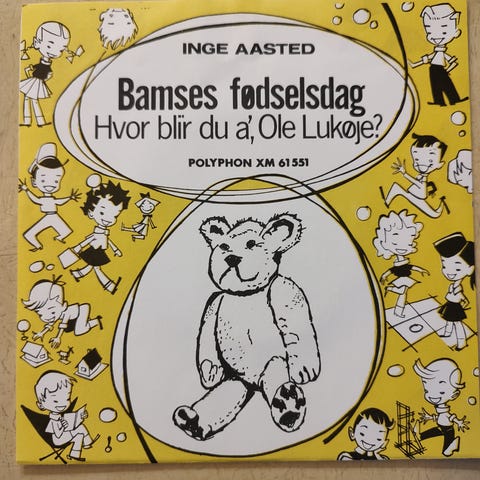 INGE AASTED
Bamses fødselsdag
Hvor blir du a', Ole Lukøje?
POLYPHON XM 61551